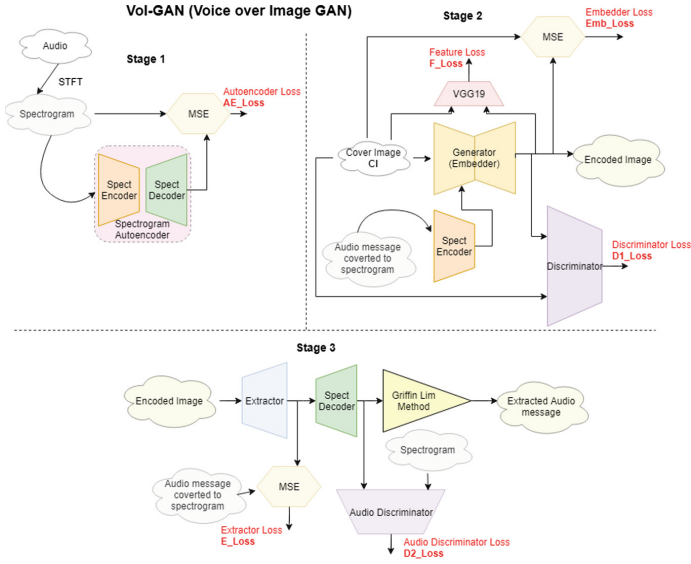 VoI-GAN (Voice over Image GAN)
Stage 1
Audio
STFT
Spectrogram
MSE
Autoencoder Loss
AE_Loss
Spect
Encoder
Spect
Decoder
Spectrogram
Autoencoder
Stage 2
MSE
Embedder Loss
Emb_Loss
Feature Loss
F_Loss
VGG19
Cover Image
CI
Generator
(Embedder)
Encoded Image
Audio message
coverted to
spectrogram
Spect
Encoder
Discriminator
Discriminator Loss
D1_Loss
Stage 3
Encoded Image
Extractor
Spect
Decoder
Griffin Lim
Method
Extracted Audio
message
Spectrogram
Audio message
coverted to
spectrogram
MSE
Audio Discriminator
Extractor Loss
E_Loss
Audio Discriminator Loss
D2_Loss